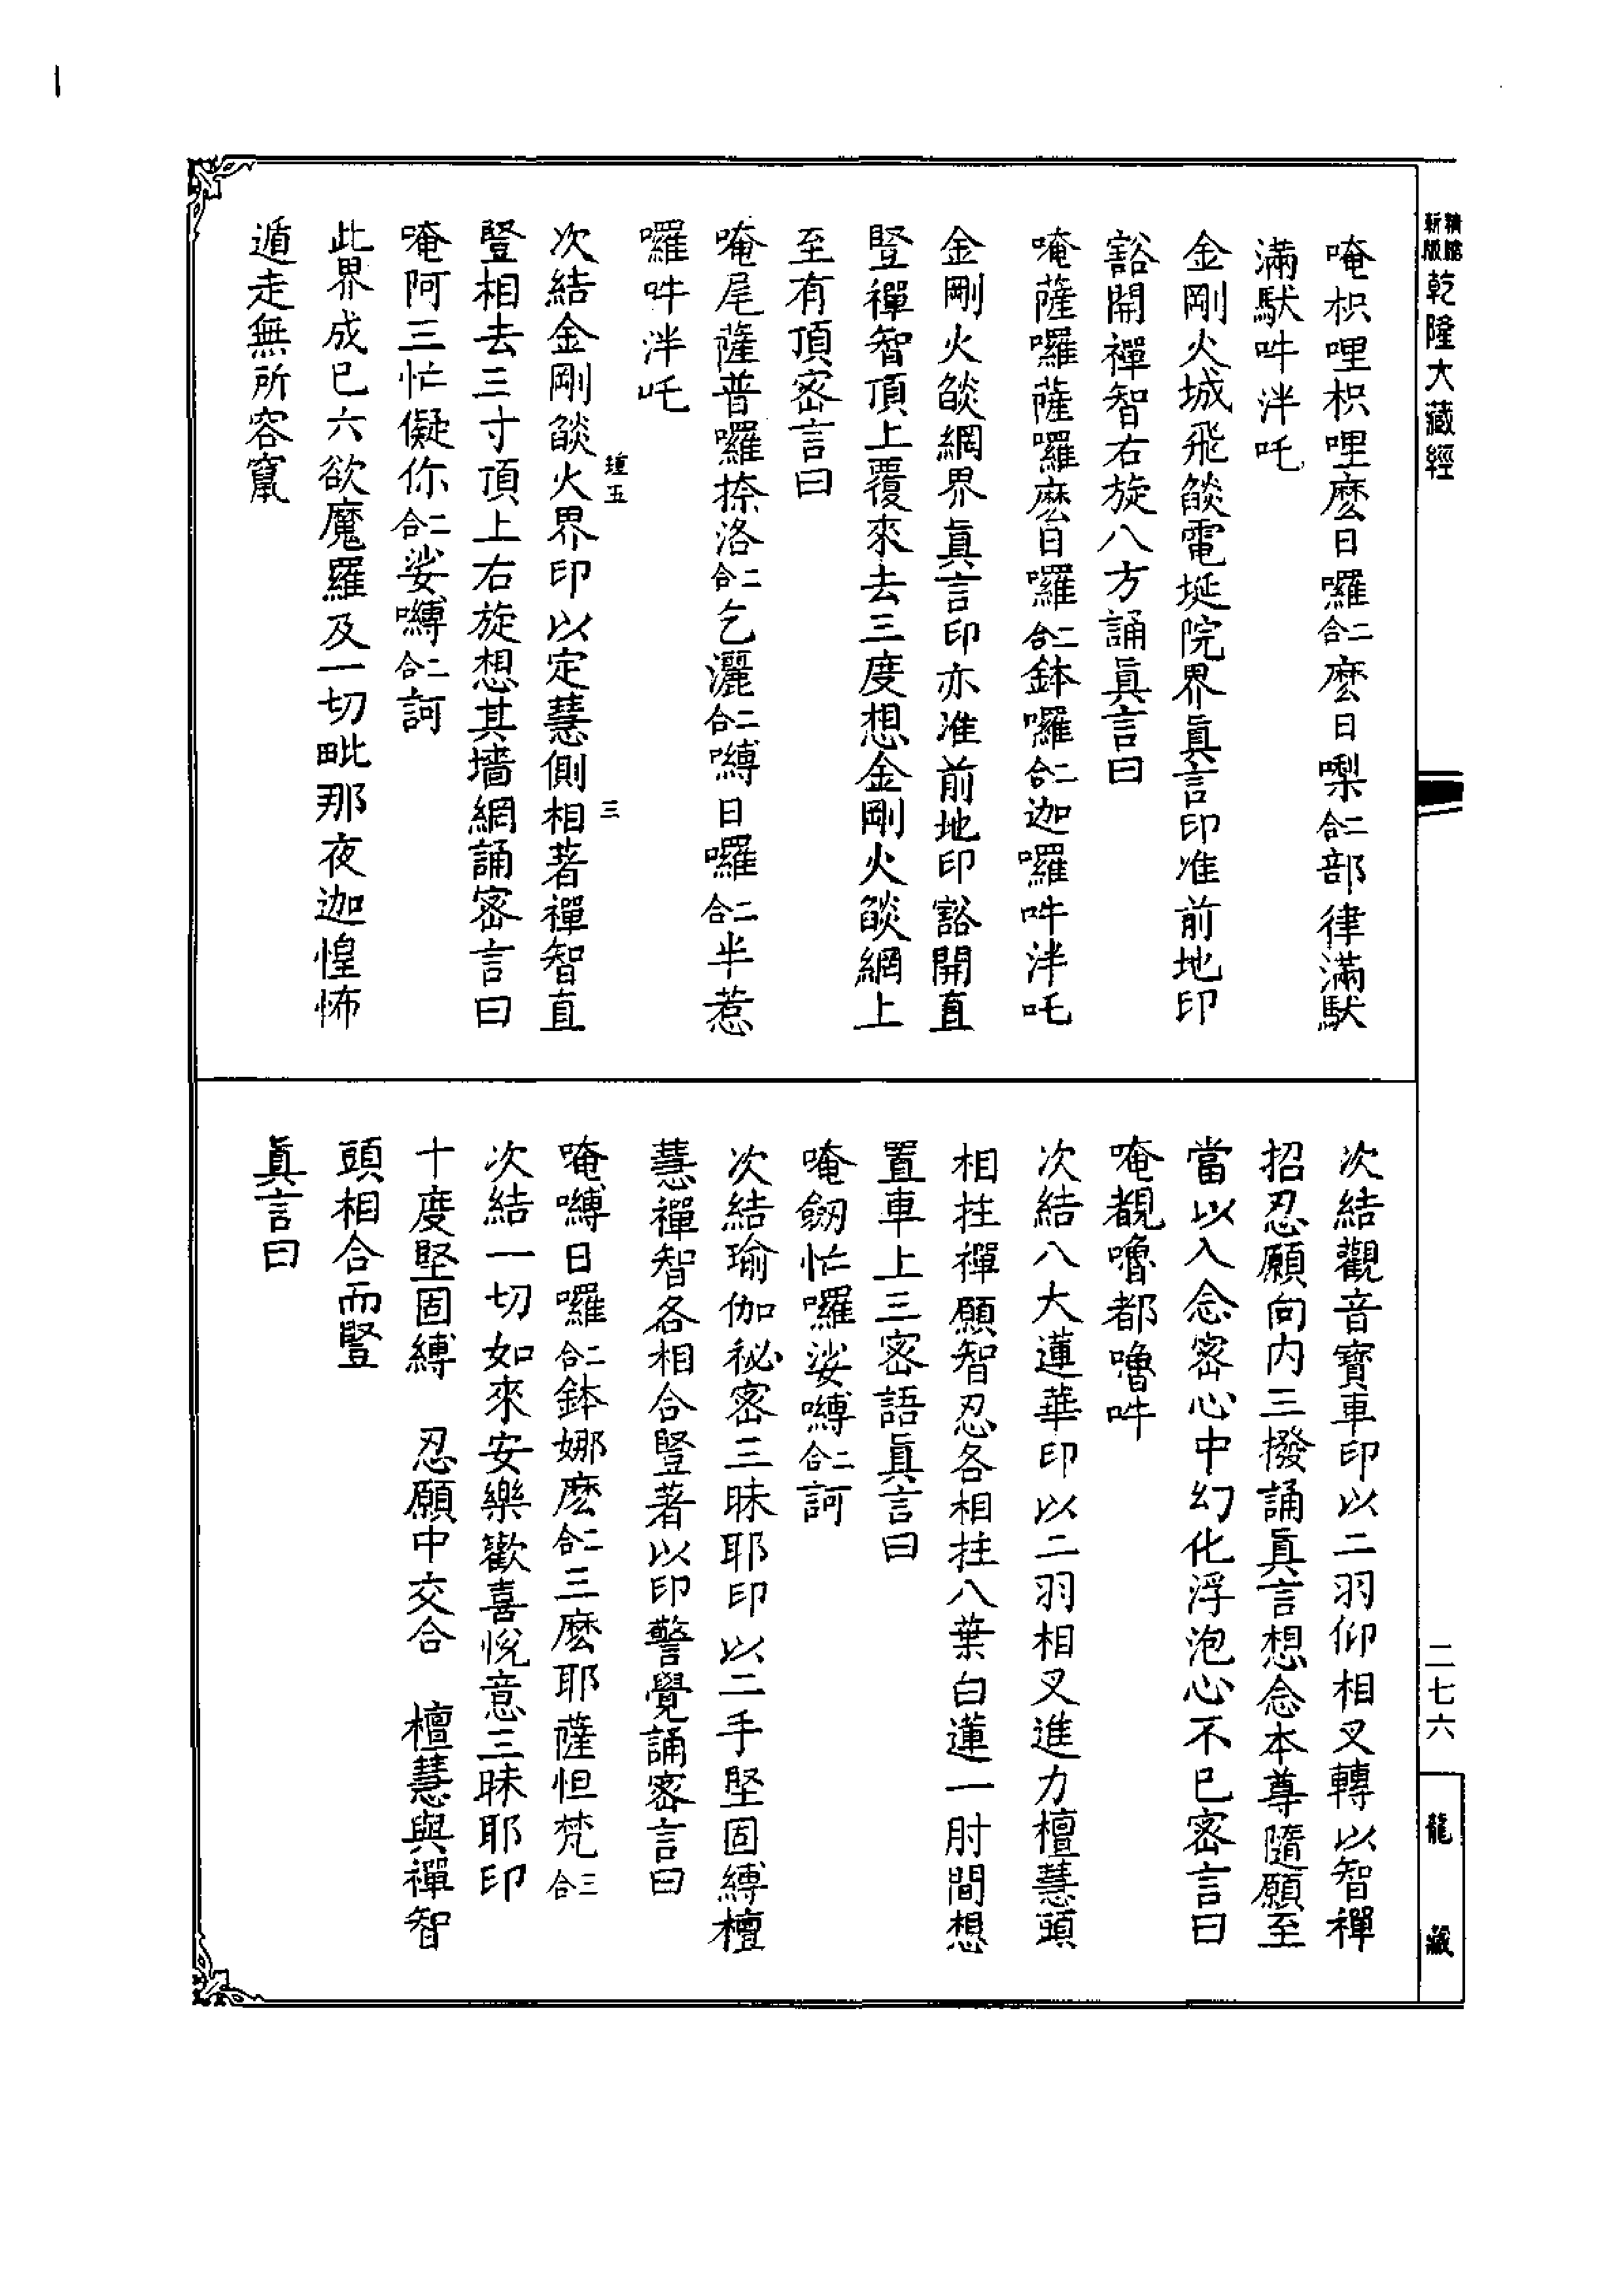 精縮
新版
乾隆大藏經
唵枳哩枳哩麼日囉二合麼日㘑二合部律滿馱
滿馱吽泮吒
金剛火城飛燄電埏院界眞言印准前地印
豁開禪智右旋八方誦眞言曰
唵薩囉薩囉麼日囉二合鉢囉二合迦囉吽泮吒
金剛火燄網界眞言印亦准前地印豁開直
豎禪智頂上覆來去三度想金剛火燄網上
至有頂密言曰
唵尾薩普囉捺洛二合乞灑二合嚩日囉二合半惹
囉吽泮吒
三
次結金剛燄火界印以定慧側相著禪智直
豎相去三寸頂上右旋想其墻網誦密言曰
唵阿三忙儗你二合娑嚩二合訶
此界成已六欲魔羅及一切毗那夜迦惶怖
遁走無所容竄
次結觀音寶車印以二羽仰相叉轉以智禪
招忍願向內三撥誦眞言想念本尊隨願至
當以入念密心中幻化浮泡心不已密言曰
唵覩嚕都嚕吽
次結八大蓮華印以二羽相叉進力檀慧頭
相拄禪願智忍各相拄八葉白蓮一肘間想
置車上三密語眞言曰
唵劒忙囉娑嚩二合訶
次結瑜伽祕密三昧耶印以二手堅固縛檀
慧禪智各相合豎著以印警覺誦密言曰
唵嚩日囉二合鉢娜麼二合三麼耶薩怛梵三合
次結一切如來安樂歡喜悅意三昧耶印
十度堅固縛　忍願中交合　檀慧與禪智
頭相合而豎
眞言曰
二七六
龍藏